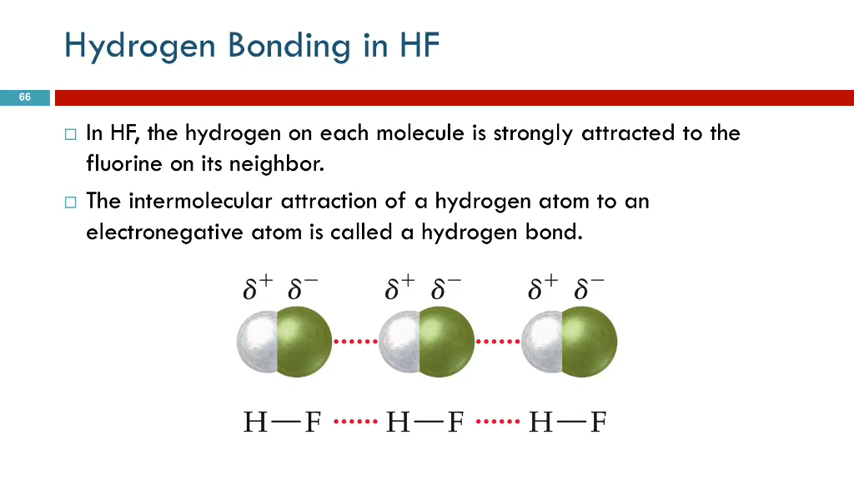 Hydrogen Bonding in HF
66
□ In HF, the hydrogen on each molecule is strongly attracted to the
fluorine on its neighbor.
□ The intermolecular attraction of a hydrogen atom to an
electronegative atom is called a hydrogen bond.
δ⁺ δ⁻ δ⁺ δ⁻ δ⁺ δ⁻
H—F ······ H—F ······ H—F